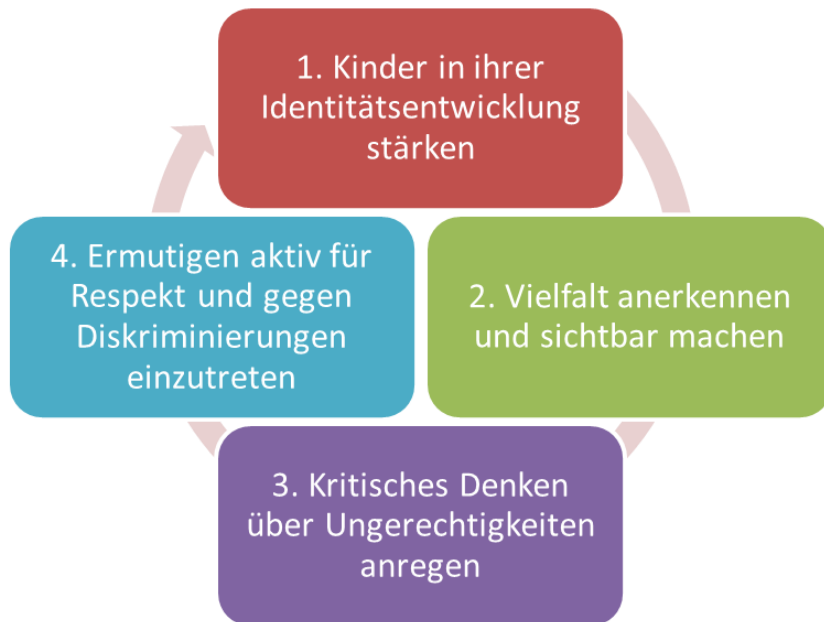 1. Kinder in ihrer
Identitätsentwicklung
stärken
2. Vielfalt anerkennen
und sichtbar machen
3. Kritisches Denken
über Ungerechtigkeiten
anregen
4. Ermutigen aktiv für
Respekt und gegen
Diskriminierungen
einzutreten